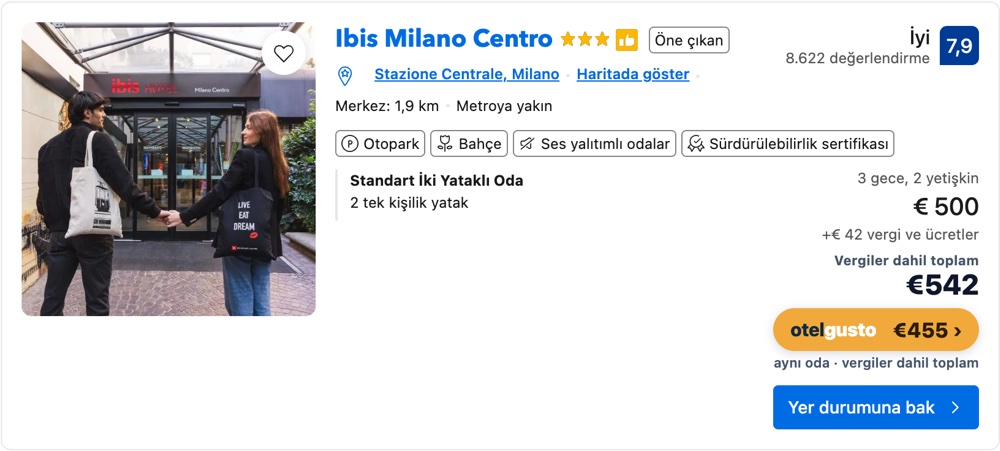 ibis HOTEL Milano Centro
LIVE
EAT
DREAM
Ibis Milano Centro
Öne çıkan
Stazione Centrale, Milano · Haritada göster
Merkez: 1,9 km · Metroya yakın
Otopark
Bahçe
Ses yalıtımlı odalar
Sürdürülebilirlik sertifikası
Standart İki Yataklı Oda
2 tek kişilik yatak
İyi
8.622 değerlendirme
7,9
3 gece, 2 yetişkin
€ 500
+€ 42 vergi ve ücretler
Vergiler dahil toplam
€542
otelgusto €455 ›
aynı oda · vergiler dahil toplam
Yer durumuna bak